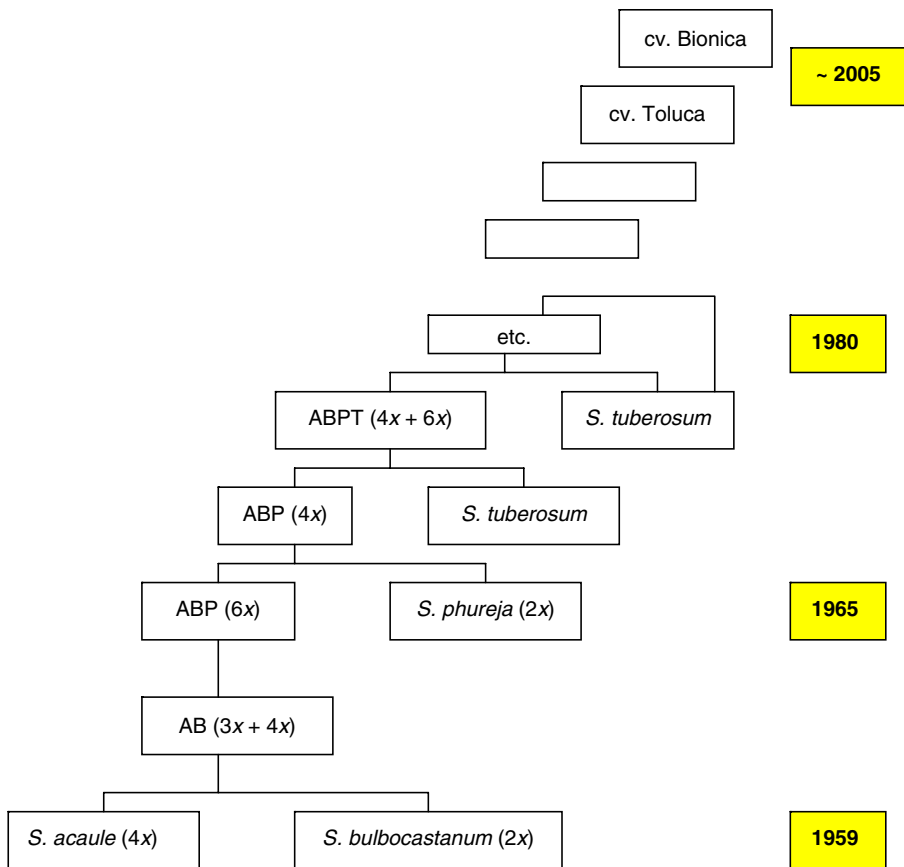 cv. Bionica
~ 2005
cv. Toluca
etc.
1980
ABPT (4x + 6x)
S. tuberosum
ABP (4x)
S. tuberosum
ABP (6x)
S. phureja (2x)
1965
AB (3x + 4x)
S. acaule (4x)
S. bulbocastanum (2x)
1959